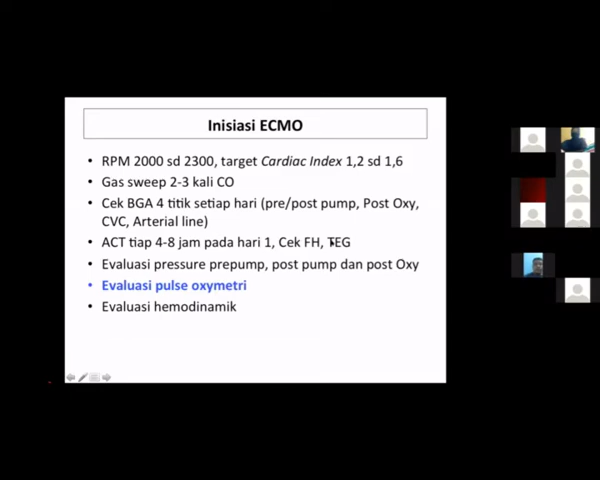 Inisiasi ECMO
• RPM 2000 sd 2300, target Cardiac Index 1,2 sd 1,6
• Gas sweep 2-3 kali CO
• Cek BGA 4 titik setiap hari (pre/post pump, Post Oxy,
CVC, Arterial line)
• ACT tiap 4-8 jam pada hari 1, Cek FH, TEG
• Evaluasi pressure prepump, post pump dan post Oxy
• Evaluasi pulse oxymetri
• Evaluasi hemodinamik